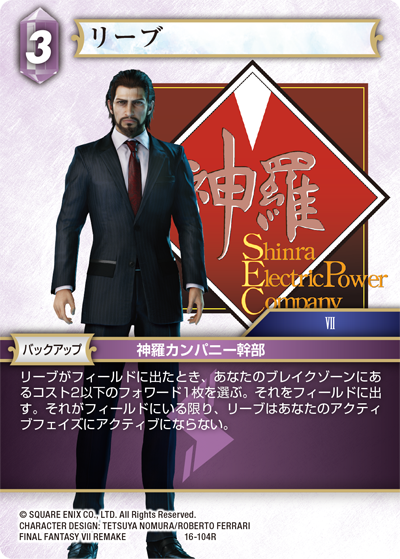 3
リーブ
神羅
Shinra
Electric Power
Company
VII
バックアップ
神羅カンパニー幹部
リーブがフィールドに出たとき、あなたのブレイクゾーンにあ
るコスト2以下のフォワード1枚を選ぶ。それをフィールドに出
す。それがフィールドにいる限り、リーブはあなたのアクティ
ブフェイズにアクティブにならない。
© SQUARE ENIX CO., LTD. All Rights Reserved.
CHARACTER DESIGN: TETSUYA NOMURA/ROBERTO FERRARI
FINAL FANTASY VII REMAKE 16-104R